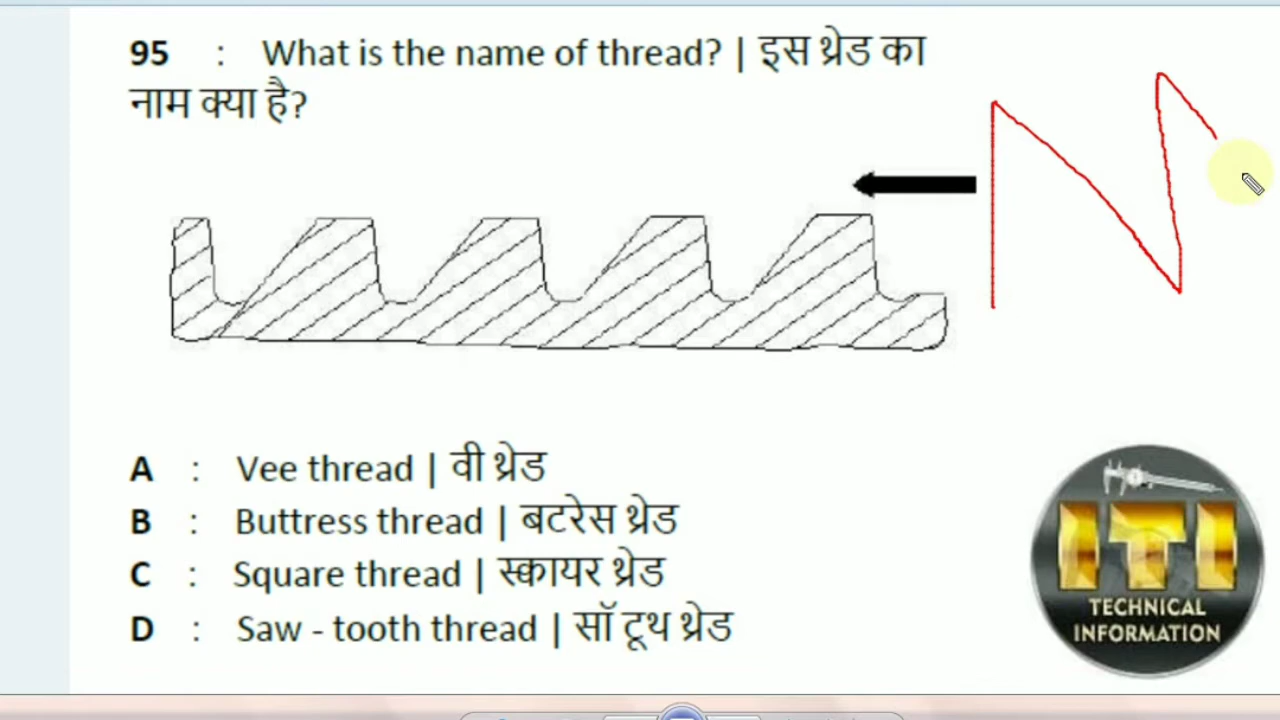 95 : What is the name of thread? | इस थ्रेड का
नाम क्या है?
A : Vee thread | वी थ्रेड
B : Buttress thread | बटरेस थ्रेड
C : Square thread | स्कायर थ्रेड
D : Saw - tooth thread | सॉ टूथ थ्रेड
ITI
TECHNICAL
INFORMATION